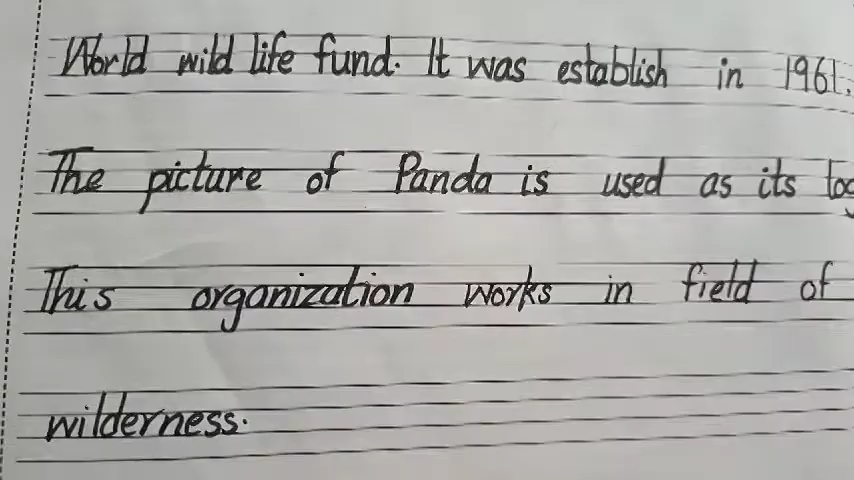 World wild life fund. It was establish in 1961.
The picture of Panda is used as its
This organization works in field of
wilderness.